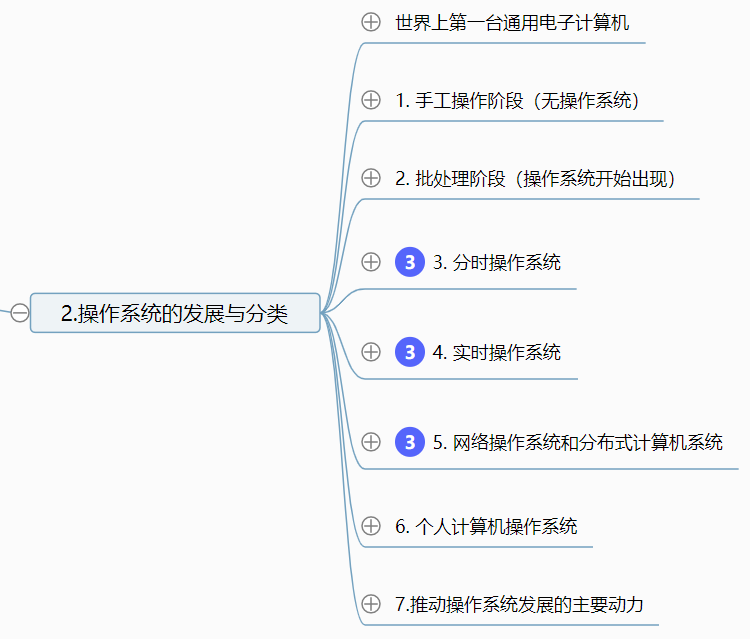 世界上第一台通用电子计算机
1. 手工操作阶段（无操作系统）
2. 批处理阶段（操作系统开始出现）
3 3. 分时操作系统
2.操作系统的发展与分类
3 4. 实时操作系统
3 5. 网络操作系统和分布式计算机系统
6. 个人计算机操作系统
7.推动操作系统发展的主要动力